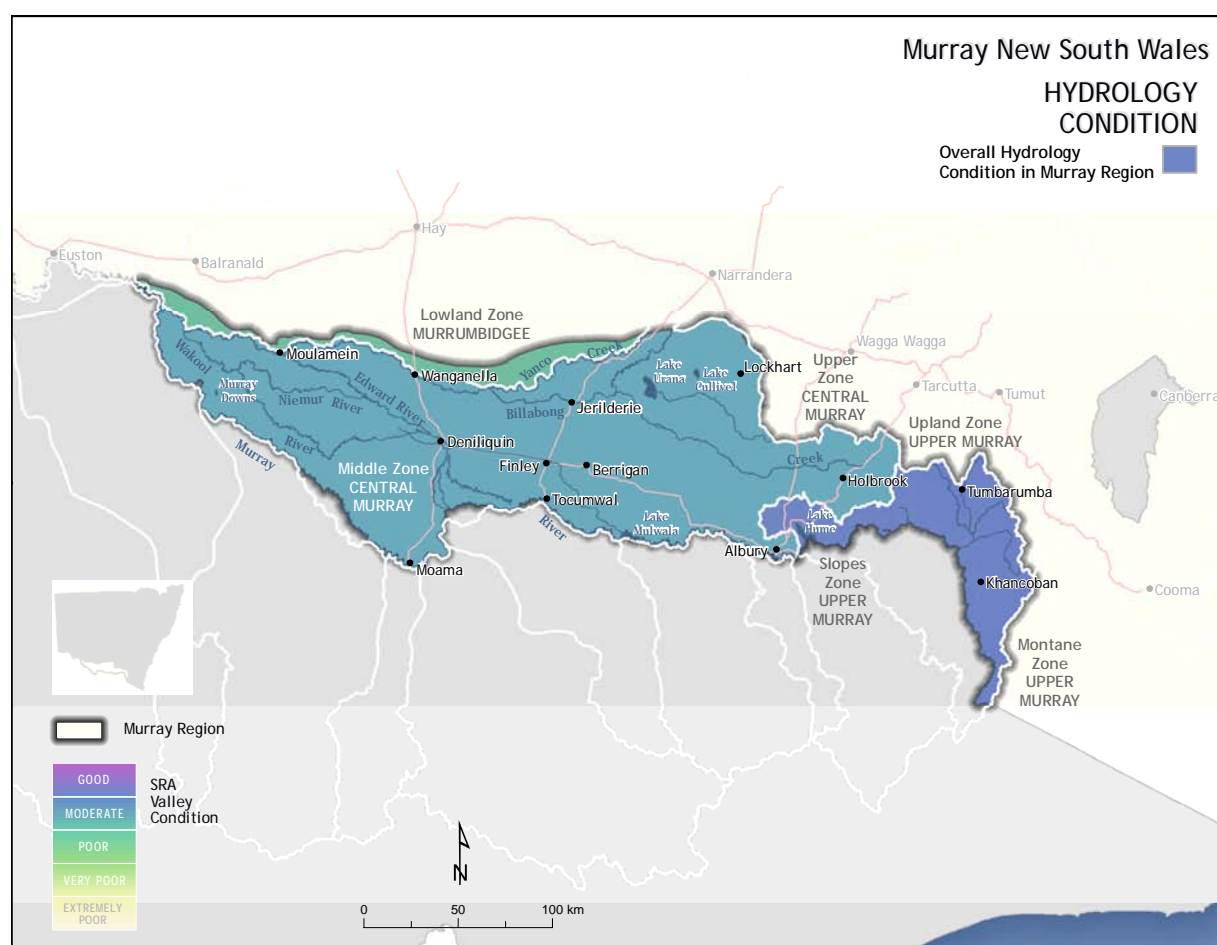 Murray New South Wales
HYDROLOGY
CONDITION
Overall Hydrology
Condition in Murray Region
Hay
Euston
Balranald
Narrandera
Lowland Zone
MURRUMBIDGEE
Wagga Wagga
Moulamein
Yanco
Creek
Lake
Urana
Lake
Cullivel
Lockhart
Upper
Zone
CENTRAL
MURRAY
Tarcutta
Tumut
Canberra
Wakool
Murray
Downs
Wanganella
Edward River
Niemur
River
Billabong
Jerilderie
Upland Zone
UPPER MURRAY
River
Murray
Deniliquin
Middle Zone
CENTRAL
MURRAY
Finley
Berrigan
Creek
Holbrook
Tumbarumba
Tocumwal
River
Lake
Mulwala
Lake
Hume
Albury
Moama
Slopes
Zone
UPPER
MURRAY
Khancoban
Cooma
Montane
Zone
UPPER
MURRAY
Murray Region
GOOD
MODERATE
POOR
VERY POOR
EXTREMELY
POOR
SRA
Valley
Condition
N
0
50
100 km